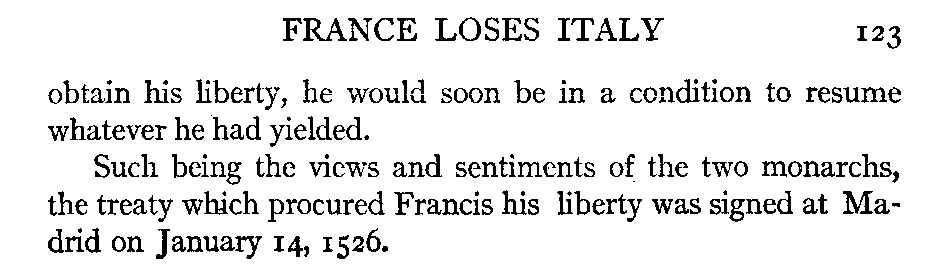 FRANCE LOSES ITALY 123
obtain his liberty, he would soon be in a condition to resume
whatever he had yielded.
Such being the views and sentiments of the two monarchs,
the treaty which procured Francis his liberty was signed at Ma-
drid on January 14, 1526.